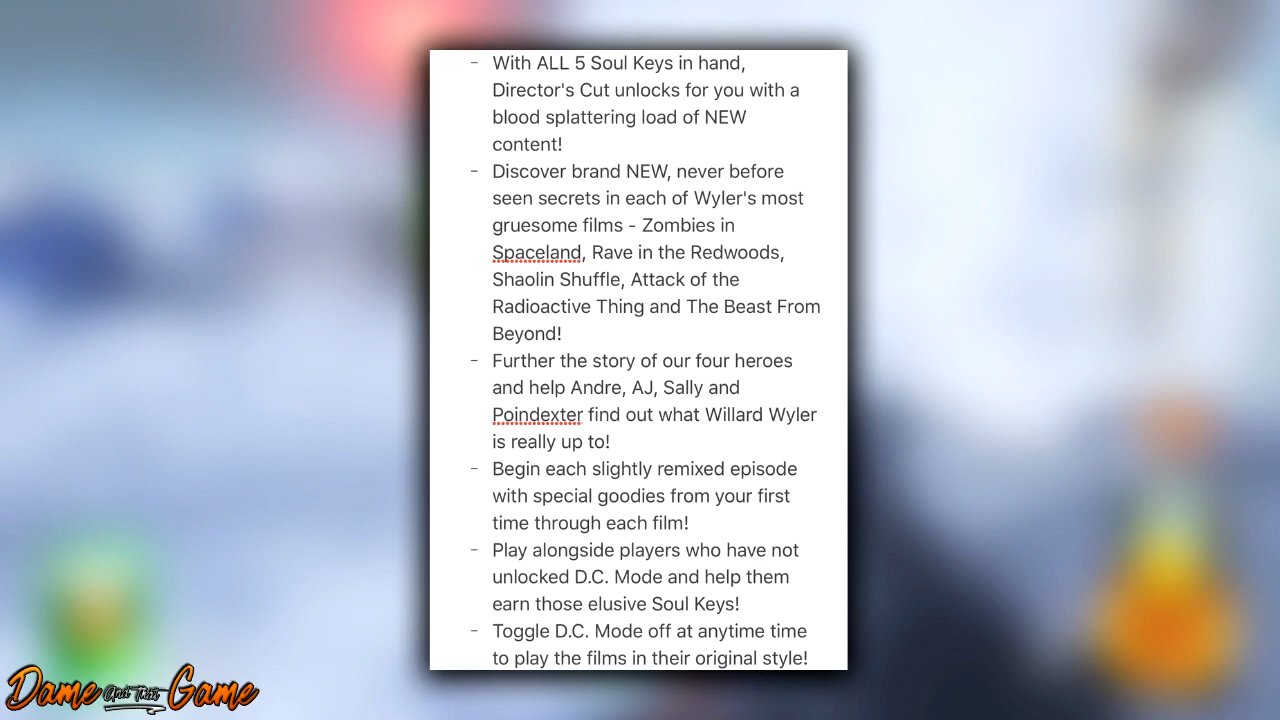 - With ALL 5 Soul Keys in hand,
Director's Cut unlocks for you with a
blood splattering load of NEW
content!
- Discover brand NEW, never before
seen secrets in each of Wyler's most
gruesome films - Zombies in
Spaceland, Rave in the Redwoods,
Shaolin Shuffle, Attack of the
Radioactive Thing and The Beast From
Beyond!
- Further the story of our four heroes
and help Andre, AJ, Sally and
Poindexter find out what Willard Wyler
is really up to!
- Begin each slightly remixed episode
with special goodies from your first
time through each film!
- Play alongside players who have not
unlocked D.C. Mode and help them
earn those elusive Soul Keys!
- Toggle D.C. Mode off at anytime time
to play the films in their original style!
Dame And Their Game